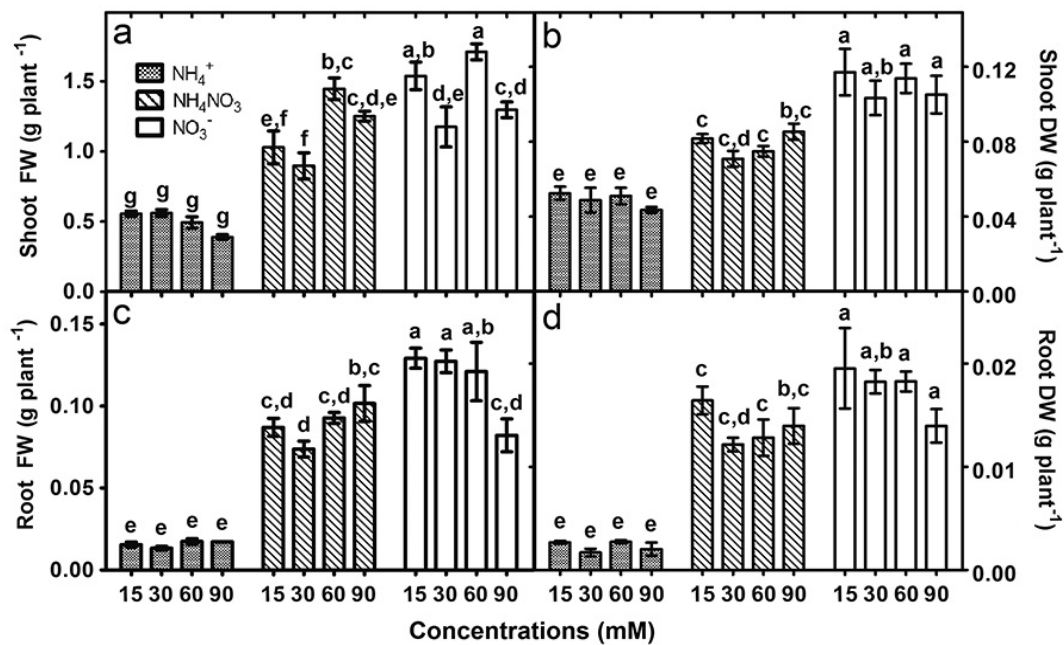 a
NH₄⁺
NH₄NO₃
NO₃⁻
g g g g e,f f b,c c,d,e a,b d,e a c,d
Shoot FW (g plant ⁻¹)
1.5
1.0
0.5
0.0
b
e e e e c c,d c b,c a a,b a a
Shoot DW (g plant⁻¹)
0.12
0.08
0.04
0.00
c
e e e e c,d d c,d b,c a a a,b c,d
Root FW (g plant ⁻¹)
0.15
0.10
0.05
0.00
15 30 60 90 15 30 60 90 15 30 60 90
d
e e e e c c,d c b,c a a,b a a
Root DW (g plant⁻¹)
0.02
0.01
0.00
15 30 60 90 15 30 60 90 15 30 60 90
Concentrations (mM)